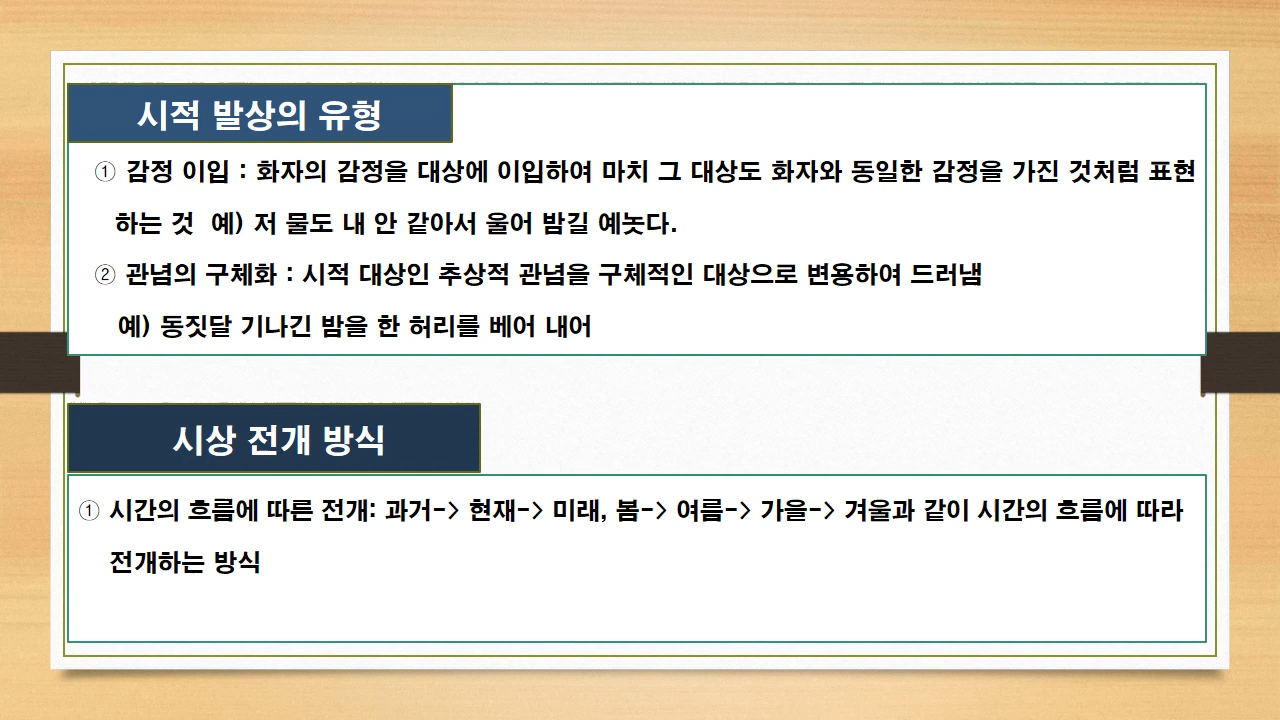 시적 발상의 유형
① 감정 이입 : 화자의 감정을 대상에 이입하여 마치 그 대상도 화자와 동일한 감정을 가진 것처럼 표현
하는 것 예) 저 물도 내 안 같아서 울어 밤길 예놋다.
② 관념의 구체화 : 시적 대상인 추상적 관념을 구체적인 대상으로 변용하여 드러냄
예) 동짓달 기나긴 밤을 한 허리를 베어 내어
시상 전개 방식
① 시간의 흐름에 따른 전개: 과거-> 현재-> 미래, 봄-> 여름-> 가을-> 겨울과 같이 시간의 흐름에 따라
전개하는 방식